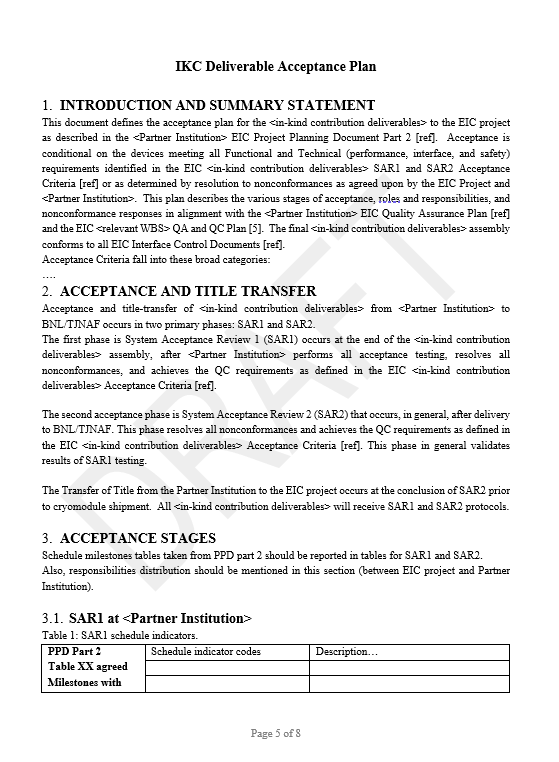 IKC Deliverable Acceptance Plan
1. INTRODUCTION AND SUMMARY STATEMENT
This document defines the acceptance plan for the <in-kind contribution deliverables> to the EIC project
as described in the <Partner Institution> EIC Project Planning Document Part 2 [ref]. Acceptance is
conditional on the devices meeting all Functional and Technical (performance, interface, and safety)
requirements identified in the EIC <in-kind contribution deliverables> SAR1 and SAR2 Acceptance
Criteria [ref] or as determined by resolution to nonconformances as agreed upon by the EIC Project and
<Partner Institution>. This plan describes the various stages of acceptance, roles and responsibilities, and
nonconformance responses in alignment with the <Partner Institution> EIC Quality Assurance Plan [ref]
and the EIC <relevant WBS> QA and QC Plan [5]. The final <in-kind contribution deliverables> assembly
conforms to all EIC Interface Control Documents [ref].
Acceptance Criteria fall into these broad categories:
….
2. ACCEPTANCE AND TITLE TRANSFER
Acceptance and title-transfer of <in-kind contribution deliverables> from <Partner Institution> to
BNL/TJNAF occurs in two primary phases: SAR1 and SAR2.
The first phase is System Acceptance Review 1 (SAR1) occurs at the end of the <in-kind contribution
deliverables> assembly, after <Partner Institution> performs all acceptance testing, resolves all
nonconformances, and achieves the QC requirements as defined in the EIC <in-kind contribution
deliverables> Acceptance Criteria [ref].
The second acceptance phase is System Acceptance Review 2 (SAR2) that occurs, in general, after delivery
to BNL/TJNAF. This phase resolves all nonconformances and achieves the QC requirements as defined in
the EIC <in-kind contribution deliverables> Acceptance Criteria [ref]. This phase in general validates
results of SAR1 testing.
The Transfer of Title from the Partner Institution to the EIC project occurs at the conclusion of SAR2 prior
to cryomodule shipment. All <in-kind contribution deliverables> will receive SAR1 and SAR2 protocols.
3. ACCEPTANCE STAGES
Schedule milestones tables taken from PPD part 2 should be reported in tables for SAR1 and SAR2.
Also, responsibilities distribution should be mentioned in this section (between EIC project and Partner
Institution).
3.1. SAR1 at <Partner Institution>
Table 1: SAR1 schedule indicators.
PPD Part 2 Schedule indicator codes Description…
Table XX agreed
Milestones with
Page 5 of 8
DRAFT